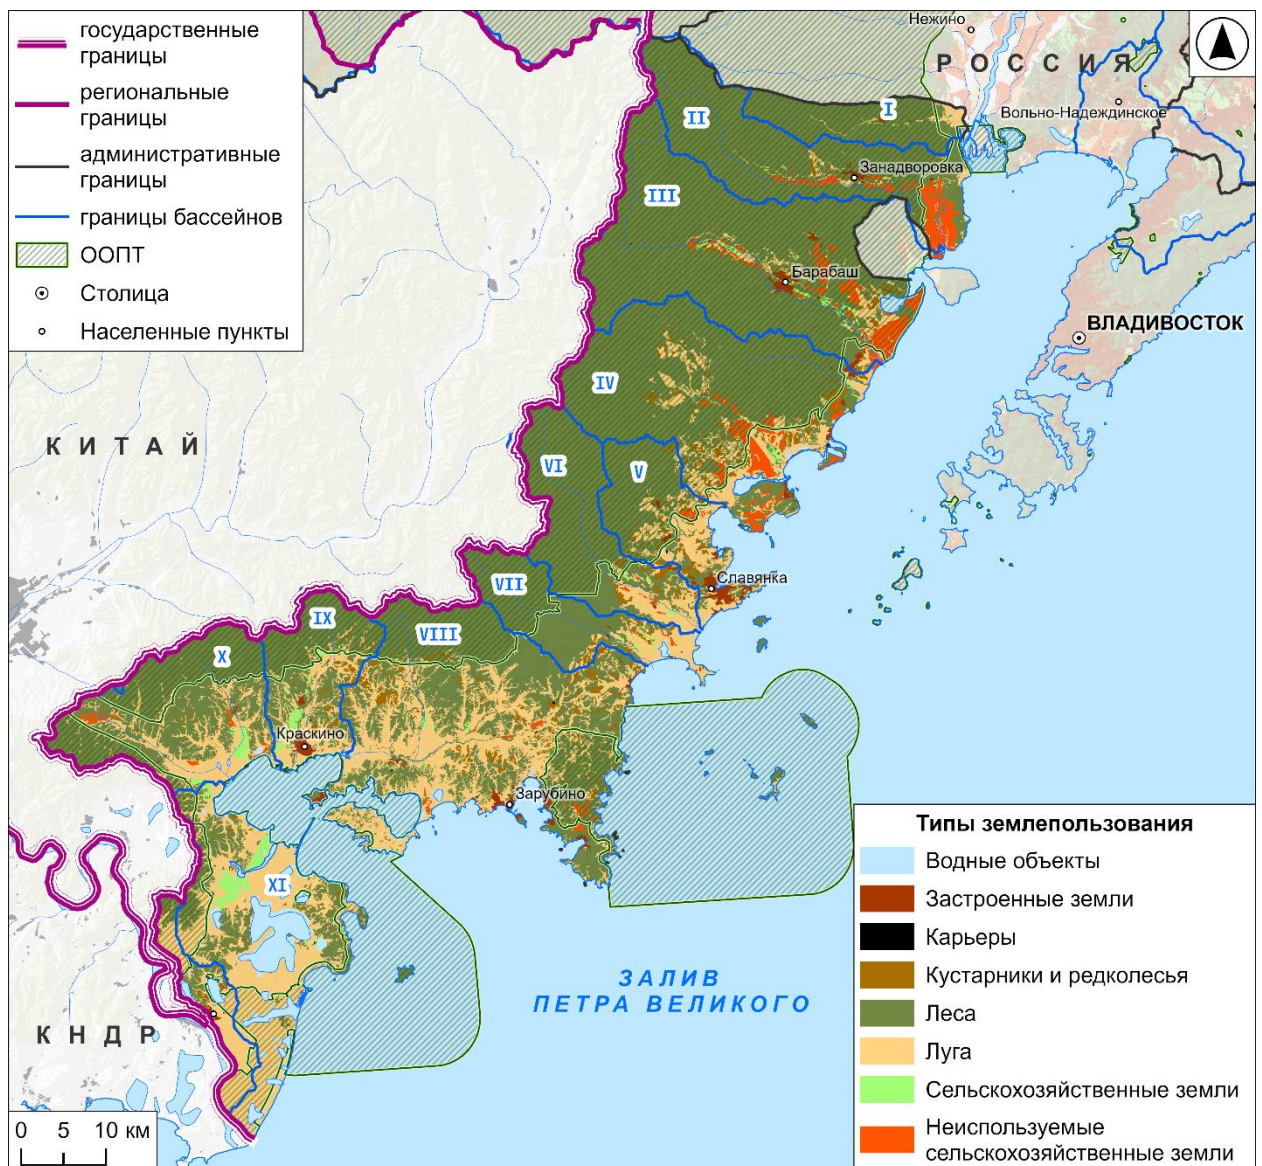 государственные
границы
региональные
границы
административные
границы
границы бассейнов
ООПТ
Столица
Населенные пункты
Нежино
РОССИЯ
Вольно-Надеждинское
I
II
Занадворовка
III
Барабаш
ВЛАДИВОСТОК
IV
КИТАЙ
VI
V
VII
Славянка
IX
VIII
X
Краскино
Зарубино
XI
ЗАЛИВ
ПЕТРА ВЕЛИКОГО
КНДР
0 5 10 км
Типы землепользования
Водные объекты
Застроенные земли
Карьеры
Кустарники и редколесья
Леса
Луга
Сельскохозяйственные земли
Неиспользуемые
сельскохозяйственные земли